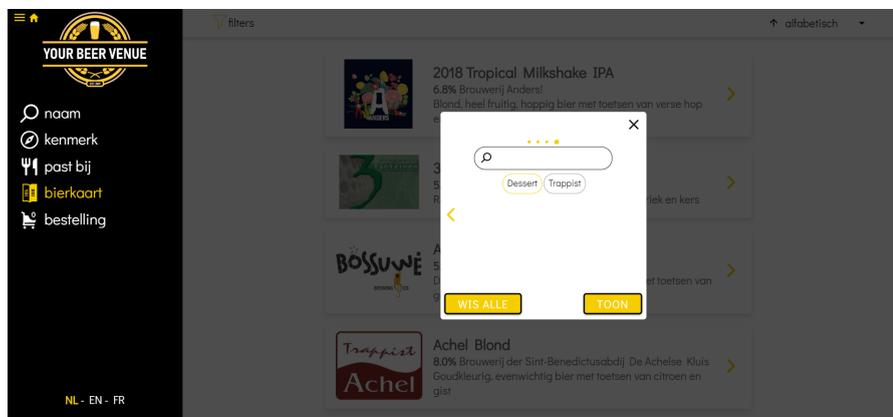 YOUR BEER VENUE
naam
kenmerk
past bij
bierkaart
bestelling
NL - EN - FR
filters
alfabetisch
2018 Tropical Milkshake IPA
6.8% Brouwerij Anders!
Blond, heel fruitig, hoppig bier met toetsen van verse hop
ANDERS
3
5
riek en kers
Dessert
Trappist
WIS ALLE
TOON
BOSSUWÉ
A
5
et toetsen van
g
Trappist
Achel
Achel Blond
8.0% Brouwerij der Sint-Benedictusabdij De Achelse Kluis
Goudkleurig, evenwichtig bier met toetsen van citroen en
gist